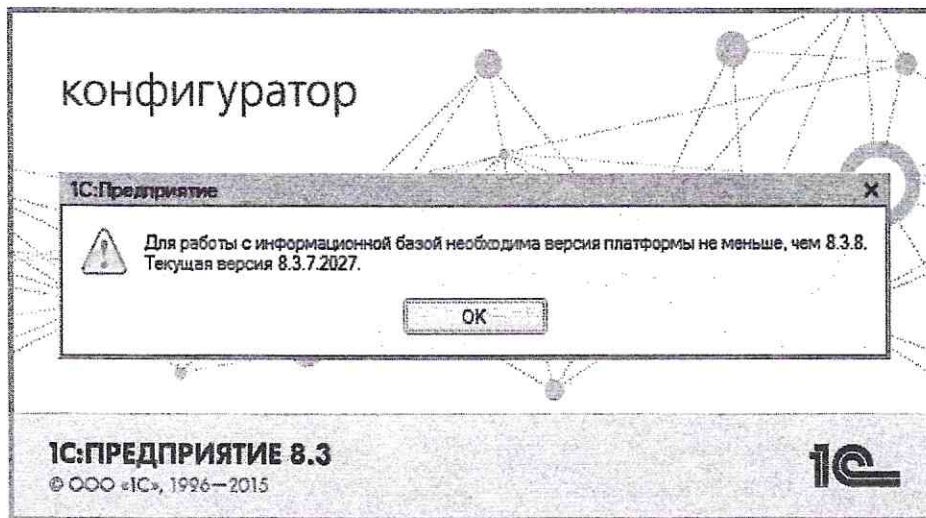 конфигуратор
1С:Предприятие
Для работы с информационной базой необходима версия платформы не меньше, чем 8.3.8.
Текущая версия 8.3.7.2027.
OK
1С:ПРЕДПРИЯТИЕ 8.3
© ООО «1С», 1996—2015
1С